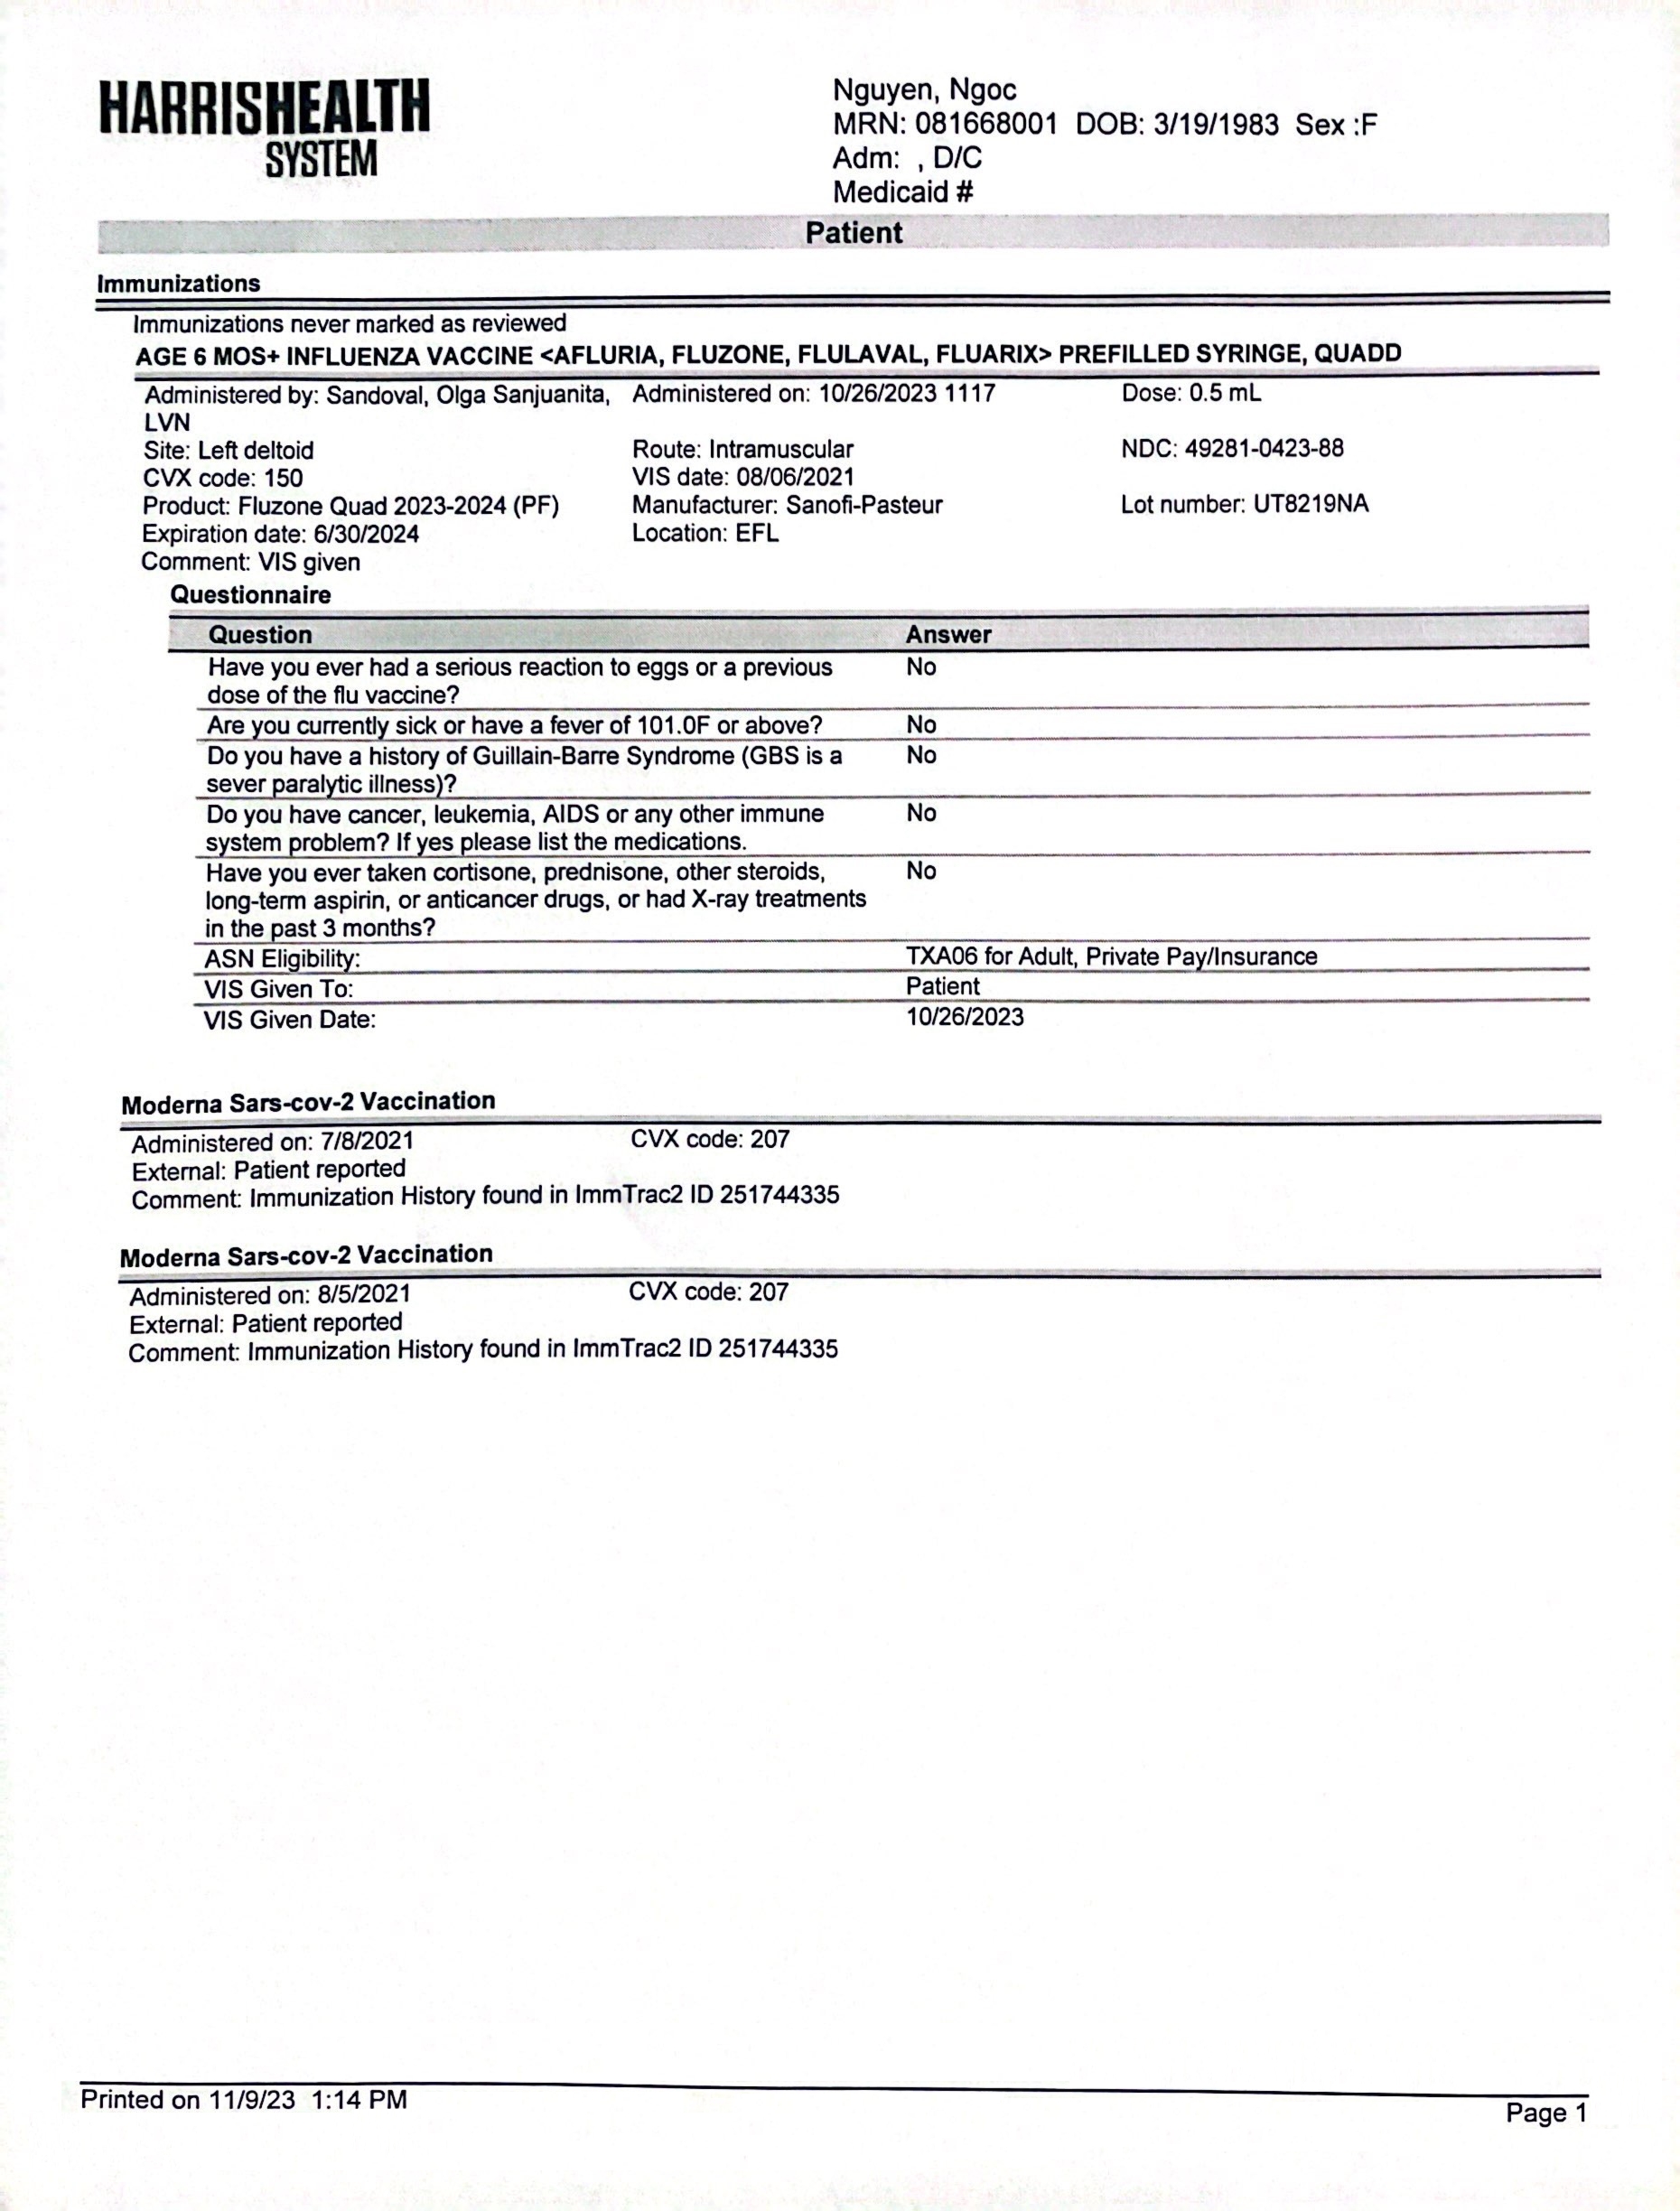 HARRISHEALTH
SYSTEM
Nguyen, Ngoc
MRN: 081668001 DOB: 3/19/1983 Sex :F
Adm: , D/C
Medicaid #
Patient
Immunizations
Immunizations never marked as reviewed
AGE 6 MOS+ INFLUENZA VACCINE <AFLURIA, FLUZONE, FLULAVAL, FLUARIX> PREFILLED SYRINGE, QUADD
Administered by: Sandoval, Olga Sanjuanita, Administered on: 10/26/2023 1117 Dose: 0.5 mL
LVN
Site: Left deltoid Route: Intramuscular NDC: 49281-0423-88
CVX code: 150 VIS date: 08/06/2021
Product: Fluzone Quad 2023-2024 (PF) Manufacturer: Sanofi-Pasteur Lot number: UT8219NA
Expiration date: 6/30/2024 Location: EFL
Comment: VIS given
Questionnaire
Question Answer
Have you ever had a serious reaction to eggs or a previous No
dose of the flu vaccine?
Are you currently sick or have a fever of 101.0F or above? No
Do you have a history of Guillain-Barre Syndrome (GBS is a No
sever paralytic illness)?
Do you have cancer, leukemia, AIDS or any other immune No
system problem? If yes please list the medications.
Have you ever taken cortisone, prednisone, other steroids, No
long-term aspirin, or anticancer drugs, or had X-ray treatments
in the past 3 months?
ASN Eligibility: TXA06 for Adult, Private Pay/Insurance
VIS Given To: Patient
VIS Given Date: 10/26/2023
Moderna Sars-cov-2 Vaccination
Administered on: 7/8/2021 CVX code: 207
External: Patient reported
Comment: Immunization History found in ImmTrac2 ID 251744335
Moderna Sars-cov-2 Vaccination
Administered on: 8/5/2021 CVX code: 207
External: Patient reported
Comment: Immunization History found in ImmTrac2 ID 251744335
Printed on 11/9/23 1:14 PM
Page 1